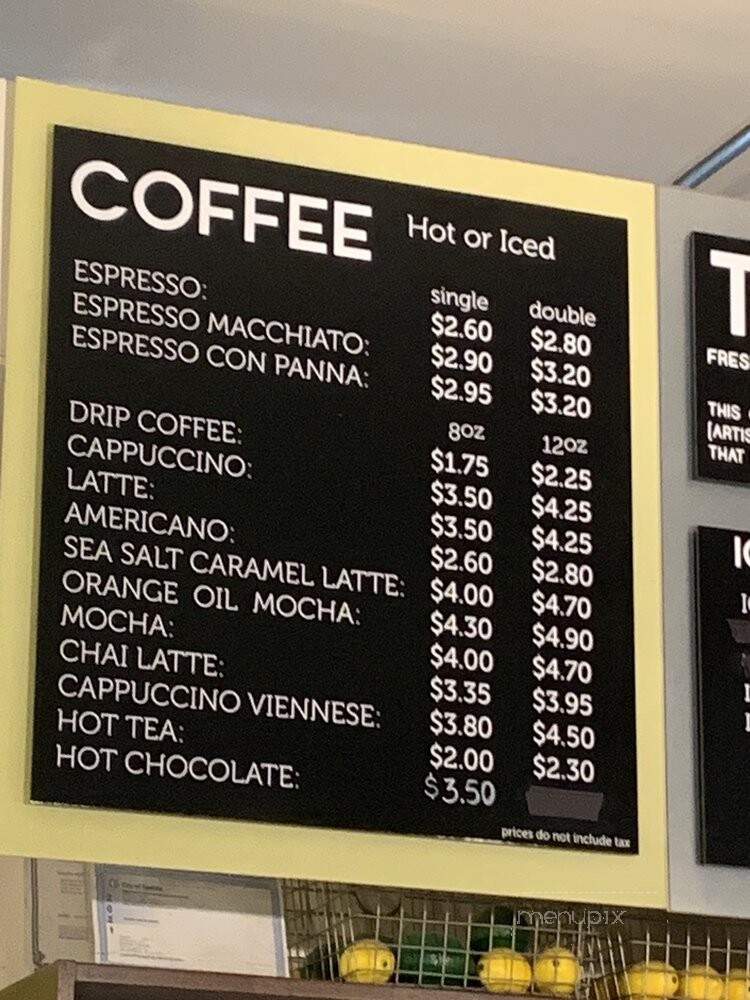 COFFEE Hot or Iced
single double
ESPRESSO: $2.60 $2.80
ESPRESSO MACCHIATO: $2.90 $3.20
ESPRESSO CON PANNA: $2.95 $3.20
8oz 12oz
DRIP COFFEE: $1.75 $2.25
CAPPUCCINO: $3.50 $4.25
LATTE: $3.50 $4.25
AMERICANO: $2.60 $2.80
SEA SALT CARAMEL LATTE: $4.00 $4.70
ORANGE OIL MOCHA: $4.30 $4.90
MOCHA: $4.00 $4.70
CHAI LATTE: $3.35 $3.95
CAPPUCCINO VIENNESE: $3.80 $4.50
HOT TEA: $2.00 $2.30
HOT CHOCOLATE: $3.50
prices do not include tax
T
FRES
THIS
(ARTIS
THAT
menupix